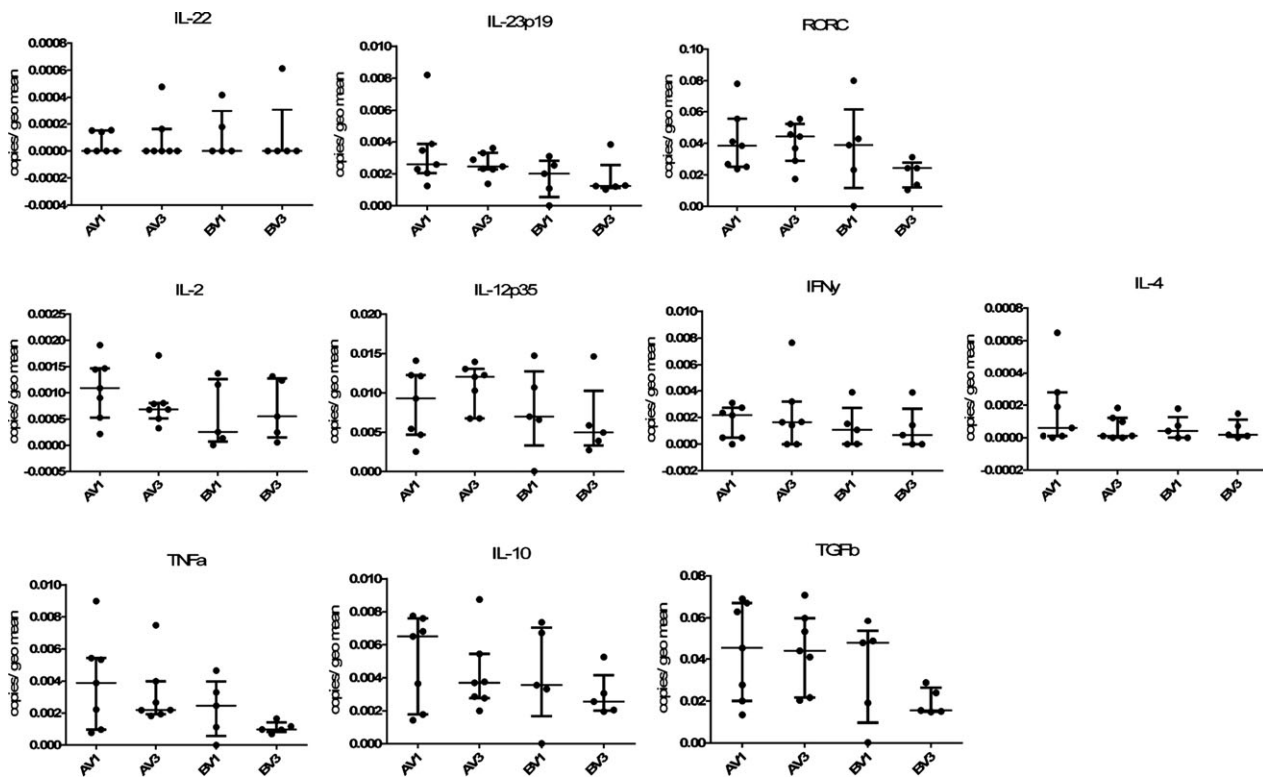 IL-22
copies/ geo mean
0.0008
0.0006
0.0004
0.0002
0.0000
-0.0002
-0.0004
AV1 AV3 BV1 BV3
IL-23p19
copies/ geo mean
0.010
0.008
0.006
0.004
0.002
0.000
AV1 AV3 BV1 BV3
RORC
copies/ geo mean
0.10
0.08
0.06
0.04
0.02
0.00
AV1 AV3 BV1 BV3
IL-2
copies/ geo mean
0.0025
0.0020
0.0015
0.0010
0.0005
0.0000
-0.0005
AV1 AV3 BV1 BV3
IL-12p35
copies/ geo mean
0.020
0.015
0.010
0.005
0.000
AV1 AV3 BV1 BV3
IFNy
copies/ geo mean
0.010
0.008
0.006
0.004
0.002
0.000
-0.002
AV1 AV3 BV1 BV3
IL-4
copies/ geo mean
0.0008
0.0006
0.0004
0.0002
0.0000
-0.0002
AV1 AV3 BV1 BV3
TNFa
copies/ geo mean
0.010
0.008
0.006
0.004
0.002
0.000
AV1 AV3 BV1 BV3
IL-10
copies/ geo mean
0.010
0.008
0.006
0.004
0.002
0.000
AV1 AV3 BV1 BV3
TGFb
copies/ geo mean
0.08
0.06
0.04
0.02
0.00
AV1 AV3 BV1 BV3